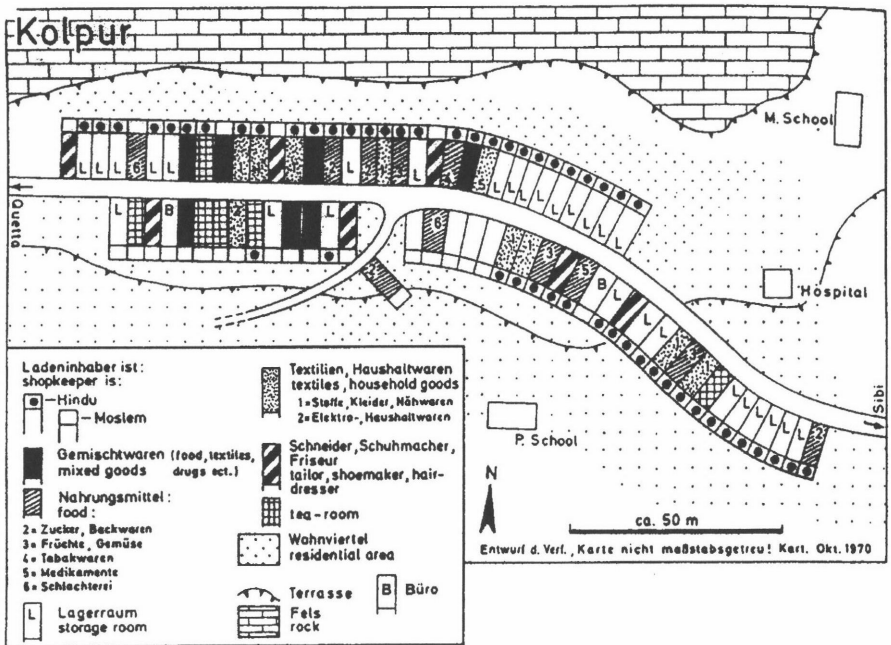 Kolpur
M. School
Hospital
P. School
Quetta
Sibi
Ladeninhaber ist:
shopkeeper is:
Hindu
Moslem
Gemischtwaren (food, textiles,
mixed goods drugs ect.)
Nahrungsmittel:
food:
2= Zucker, Backwaren
3= Früchte, Gemüse
4= Tabakwaren
5= Medikamente
6= Schlachterei
L Lagerraum
storage room
Textilien, Haushaltwaren
textiles, household goods
1= Stoffe, Kleider, Nähwaren
2= Elektro-, Haushaltwaren
Schneider, Schuhmacher,
Friseur
tailor, shoemaker, hair-
dresser
tea-room
Wohnviertel
residential area
Terrasse
B Büro
Fels
rock
N
ca. 50 m
Entwurf d. Verf., Karte nicht maßstabsgetreu! Kart. Okt. 1970